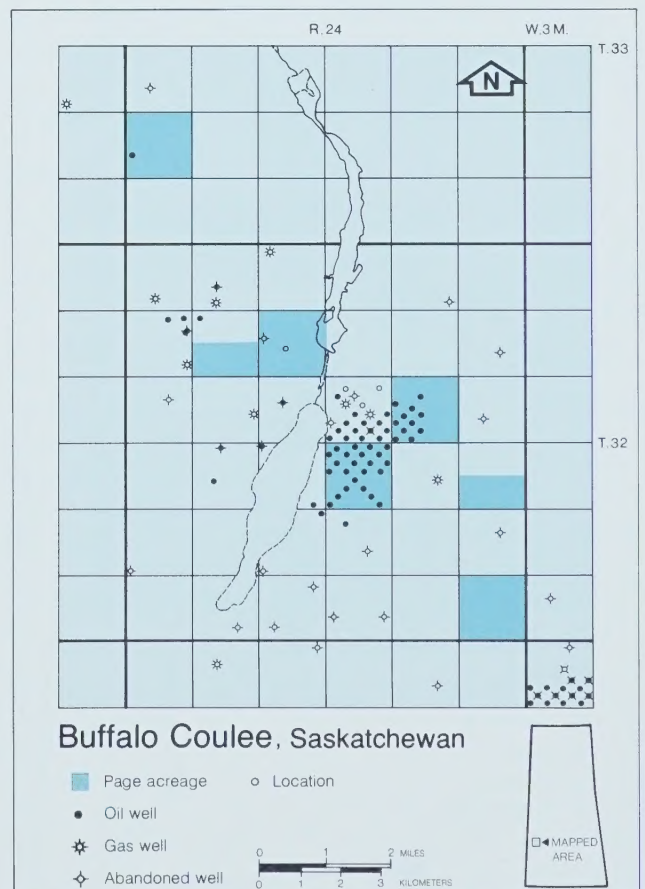 R. 24 W. 3 M.
T. 33
N
T. 32
Buffalo Coulee, Saskatchewan
Page acreage Location
Oil well
Gas well
Abandoned well
0 1 2 MILES
0 1 2 3 KILOMETERS
MAPPED
AREA